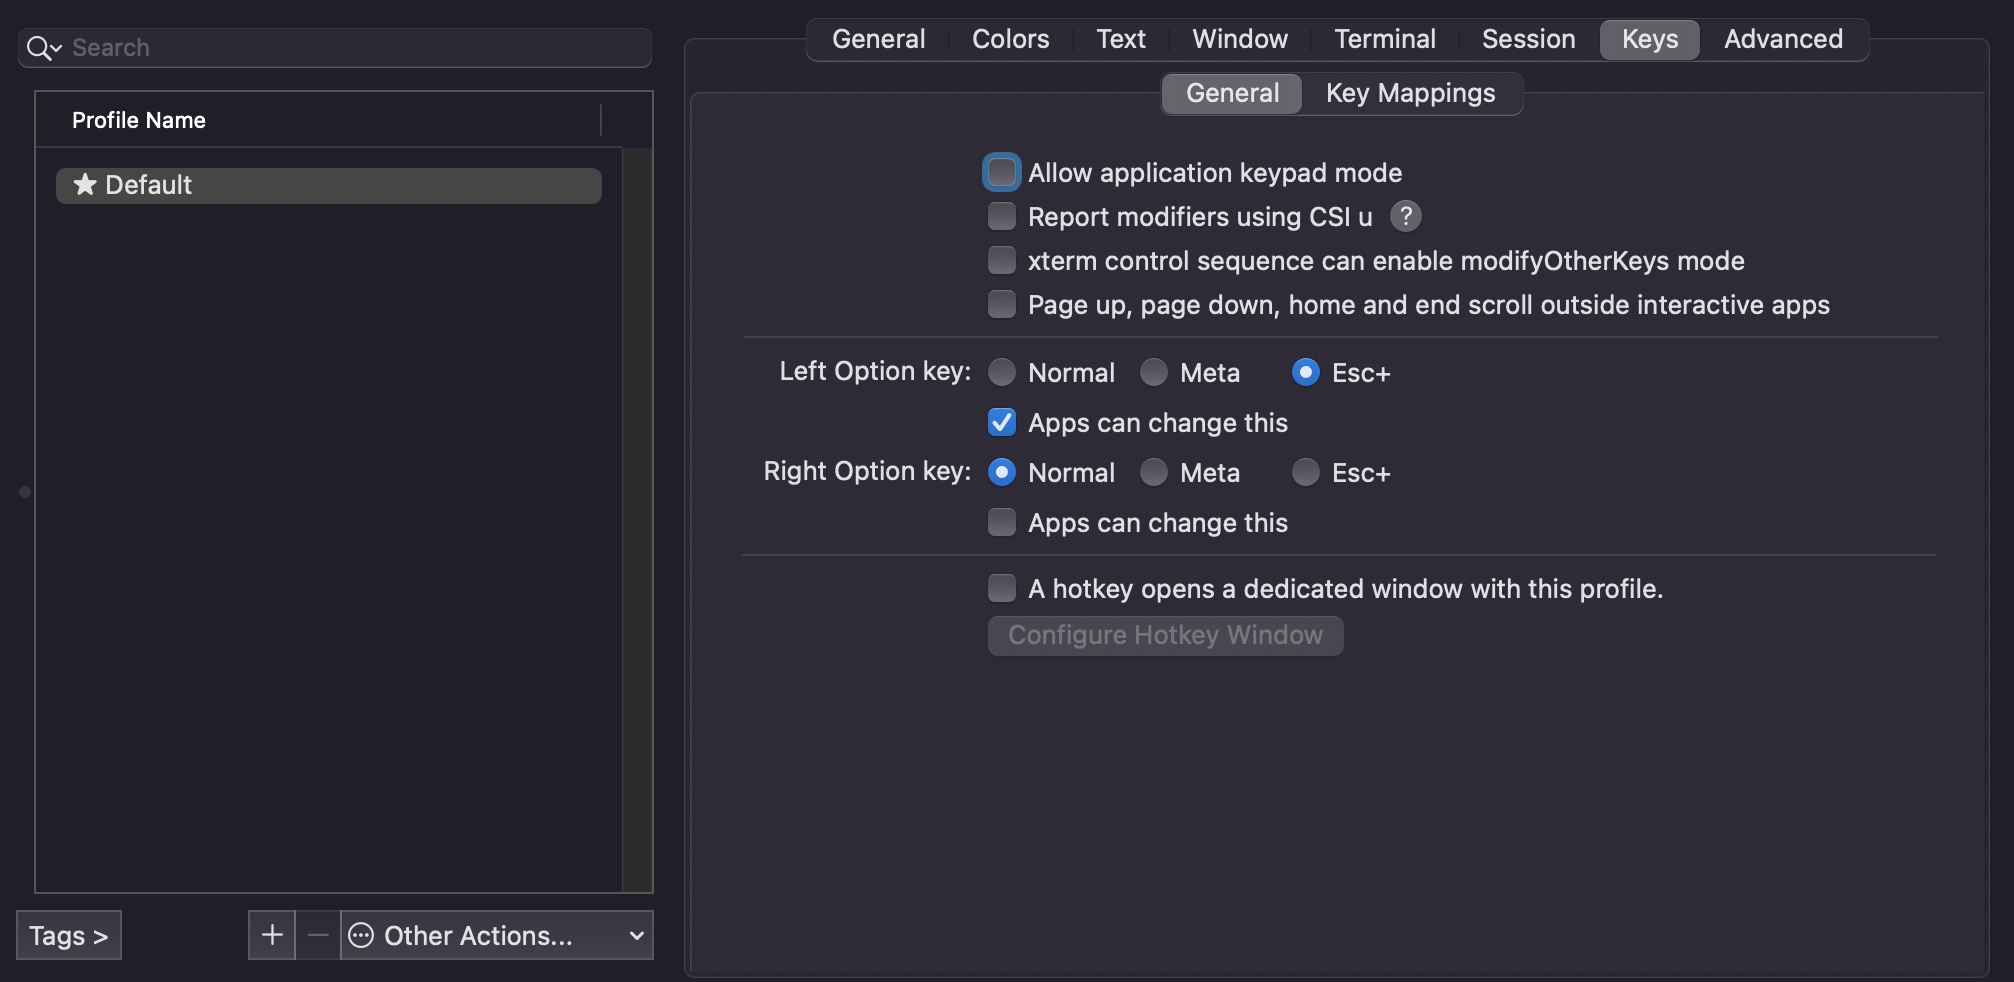 Search
Profile Name
★ Default
Tags >
+ − Other Actions...
General Colors Text Window Terminal Session Keys Advanced
General Key Mappings
Allow application keypad mode
Report modifiers using CSI u ?
xterm control sequence can enable modifyOtherKeys mode
Page up, page down, home and end scroll outside interactive apps
Left Option key: Normal Meta Esc+
Apps can change this
Right Option key: Normal Meta Esc+
Apps can change this
A hotkey opens a dedicated window with this profile.
Configure Hotkey Window